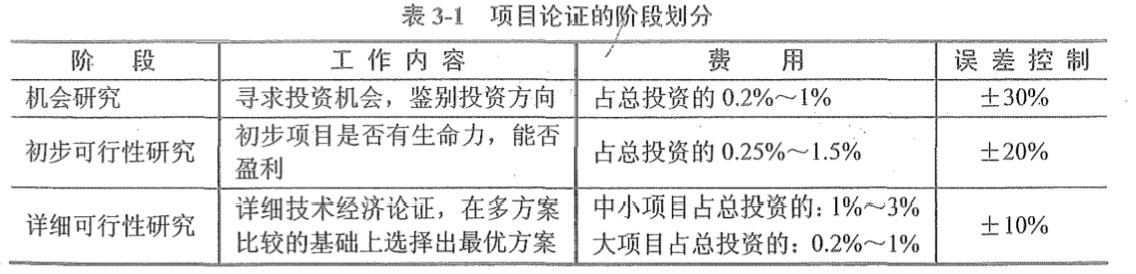 表 3-1 项目论证的阶段划分
阶段 工作内容 费用 误差控制
机会研究 寻求投资机会，鉴别投资方向 占总投资的 0.2%～1% ±30%
初步可行性研究 初步项目是否有生命力，能否 占总投资的 0.25%～1.5% ±20%
盈利
详细可行性研究 详细技术经济论证，在多方案 中小项目占总投资的：1%～3% ±10%
比较的基础上选择出最优方案 大项目占总投资的：0.2%～1%